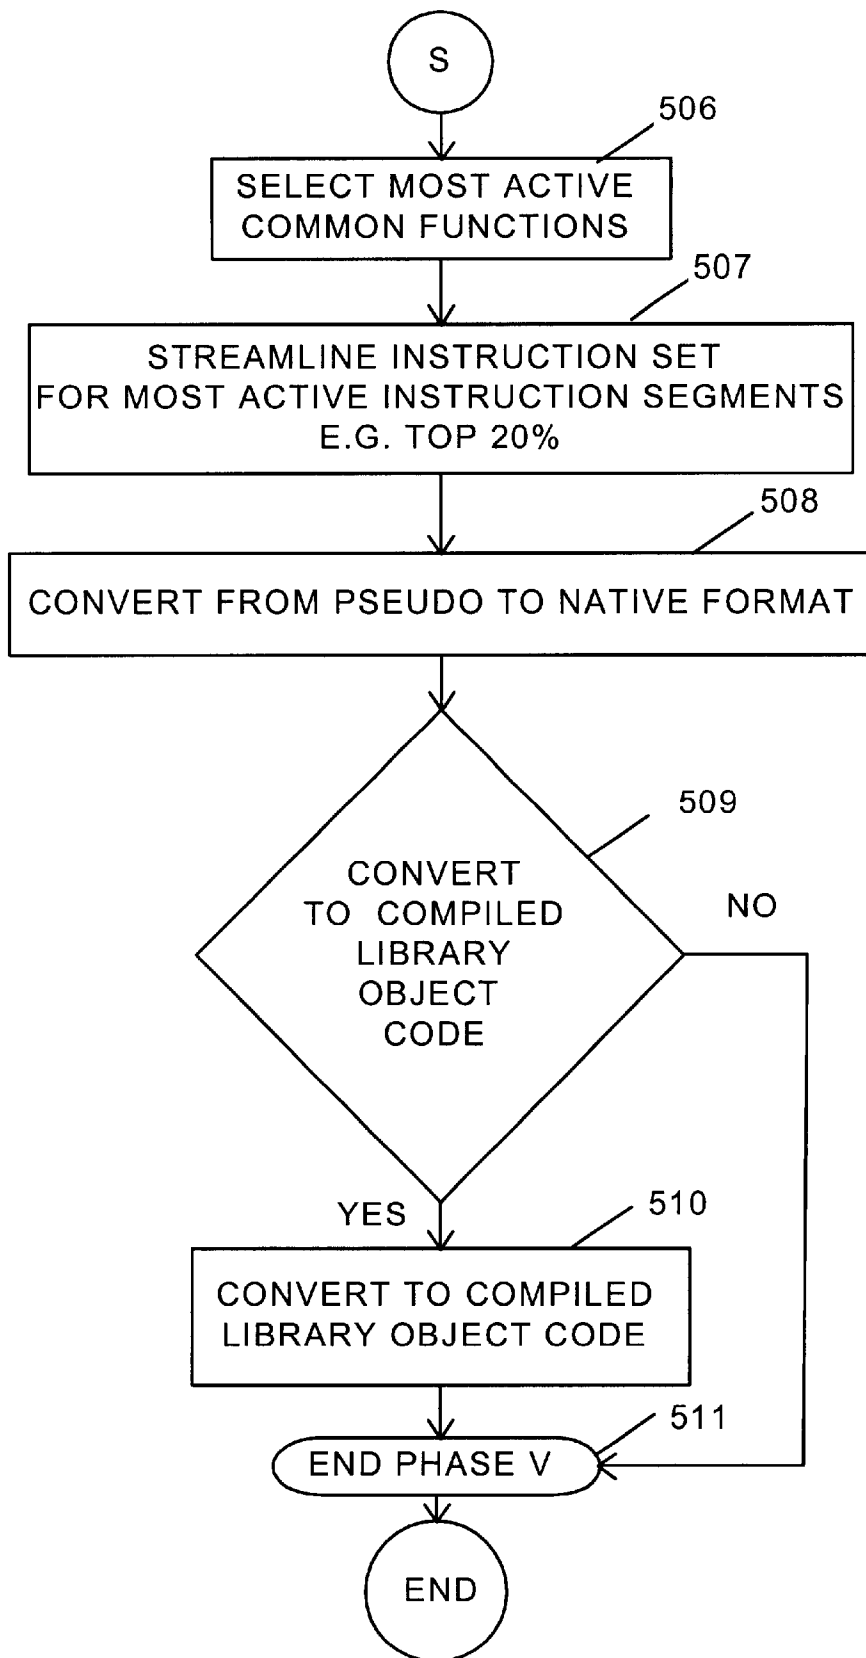 S
506
SELECT MOST ACTIVE
COMMON FUNCTIONS
507
STREAMLINE INSTRUCTION SET
FOR MOST ACTIVE INSTRUCTION SEGMENTS
E.G. TOP 20%
508
CONVERT FROM PSEUDO TO NATIVE FORMAT
509
CONVERT
TO COMPILED
LIBRARY
OBJECT
CODE
NO
YES
510
CONVERT TO COMPILED
LIBRARY OBJECT CODE
511
END PHASE V
END